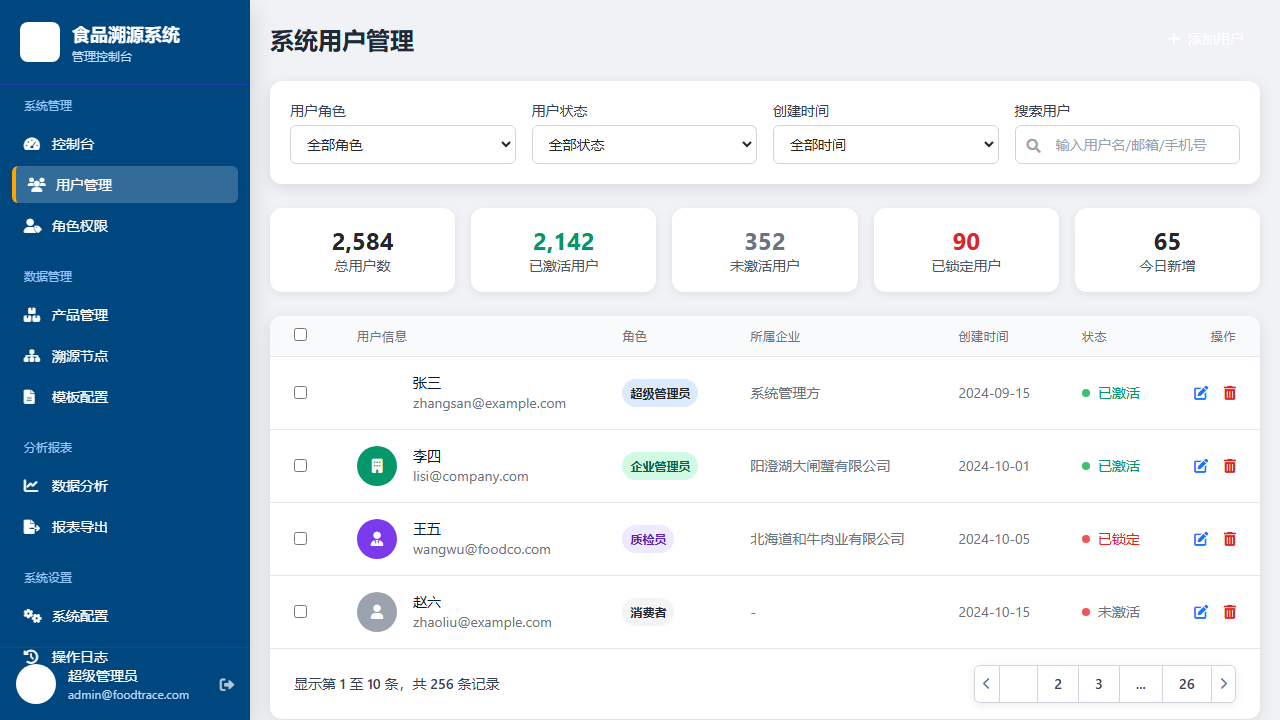 食品溯源系统
管理控制台
系统管理
控制台
用户管理
角色权限
数据管理
产品管理
溯源节点
模板配置
分析报表
数据分析
报表导出
系统设置
系统配置
操作日志
超级管理员
admin@foodtrace.com
系统用户管理
添加用户
用户角色 用户状态 创建时间 搜索用户
全部角色 全部状态 全部时间 输入用户名/邮箱/手机号
2,584 2,142 352 90 65
总用户数 已激活用户 未激活用户 已锁定用户 今日新增
用户信息 角色 所属企业 创建时间 状态 操作
张三
zhangsan@example.com 超级管理员 系统管理方 2024-09-15 已激活
李四
lisi@company.com 企业管理员 阳澄湖大闸蟹有限公司 2024-10-01 已激活
王五
wangwu@foodco.com 质检员 北海道和牛肉业有限公司 2024-10-05 已锁定
赵六
zhaoliu@example.com 消费者 - 2024-10-15 未激活
显示第 1 至 10 条，共 256 条记录 2 3 ... 26